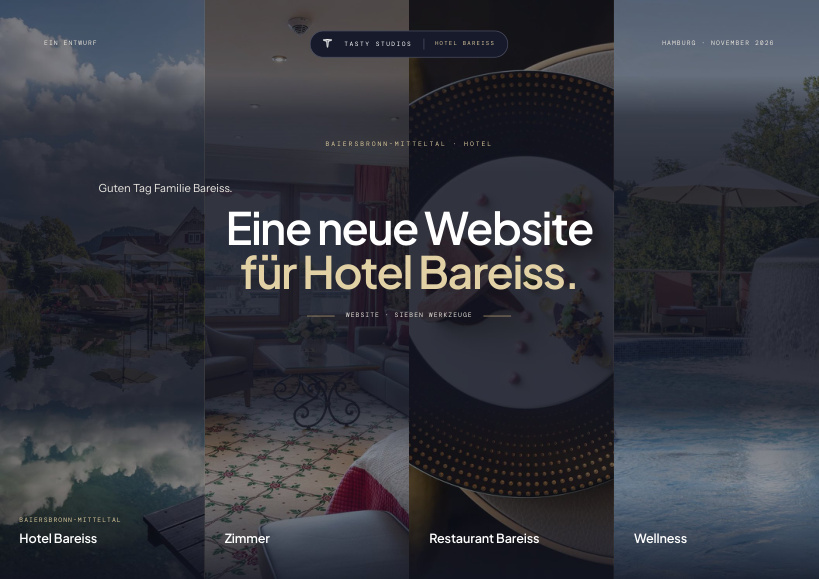 EIN ENTWURF
TASTY STUDIOS
HOTEL BAREISS
HAMBURG · NOVEMBER 2026
BAIERSBRONN-MITTELTAL · HOTEL
Guten Tag Familie Bareiss.
Eine neue Website
für Hotel Bareiss.
WEBSITE · SIEBEN WERKZEUGE
BAIERSBRONN-MITTELTAL
Hotel Bareiss
Zimmer
Restaurant Bareiss
Wellness